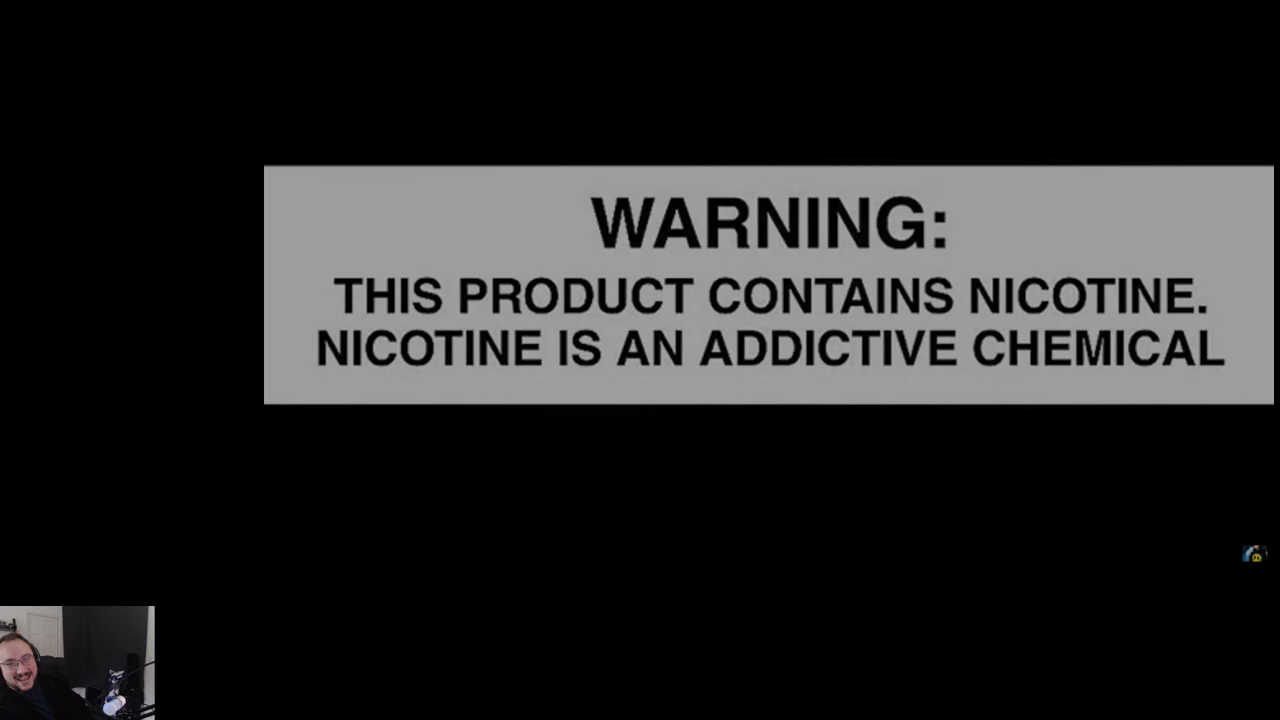 WARNING:
THIS PRODUCT CONTAINS NICOTINE.
NICOTINE IS AN ADDICTIVE CHEMICAL